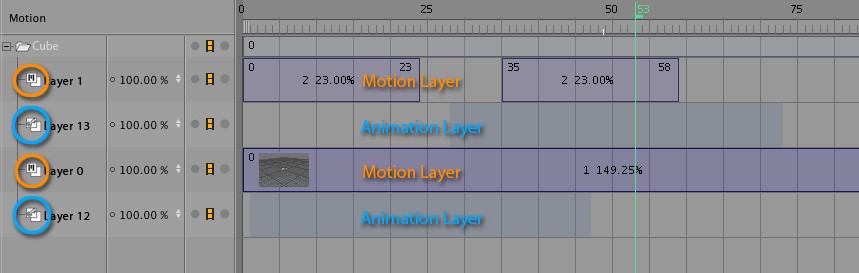 0 25 50 53 75
Motion
Cube 0
0 23 35 58
Layer 1 100.00 % 2 23.00% Motion Layer 2 23.00%
Layer 13 100.00 % Animation Layer
0
Layer 0 100.00 % Motion Layer 1 149.25%
Layer 12 100.00 % Animation Layer